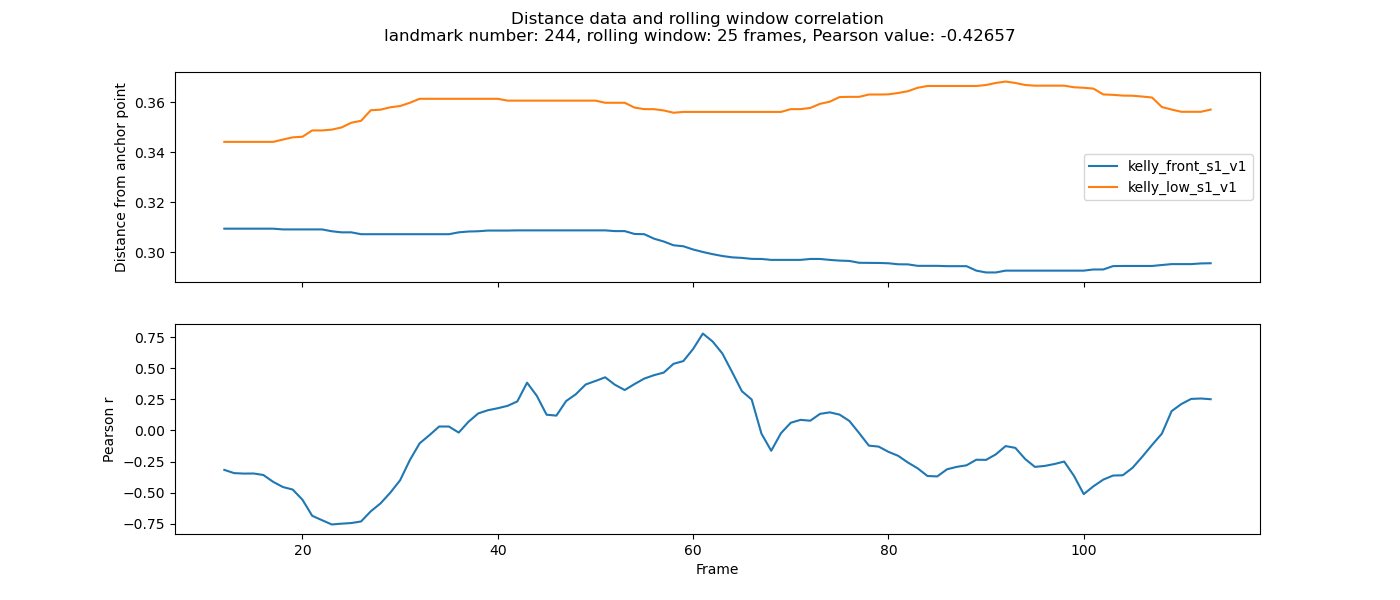 Distance data and rolling window correlation
landmark number: 244, rolling window: 25 frames, Pearson value: -0.42657
Distance from anchor point
0.36
0.34
0.32
0.30
kelly_front_s1_v1
kelly_low_s1_v1
Pearson r
0.75
0.50
0.25
0.00
−0.25
−0.50
−0.75
20
40
60
80
100
Frame